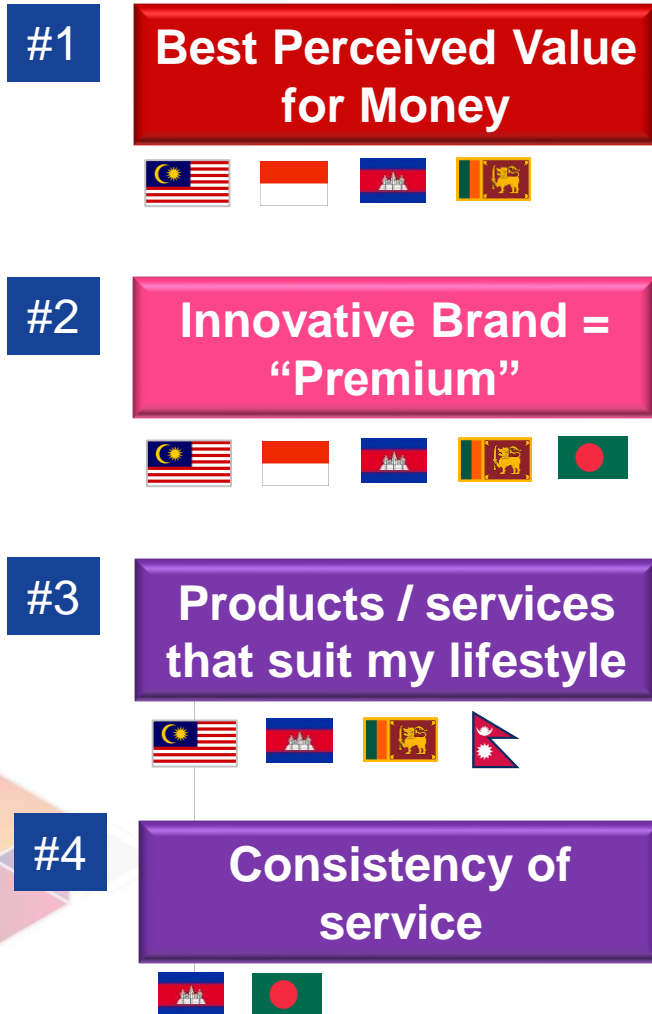 #1
Best Perceived Value
for Money
#2
Innovative Brand =
“Premium”
#3
Products / services
that suit my lifestyle
#4
Consistency of
service